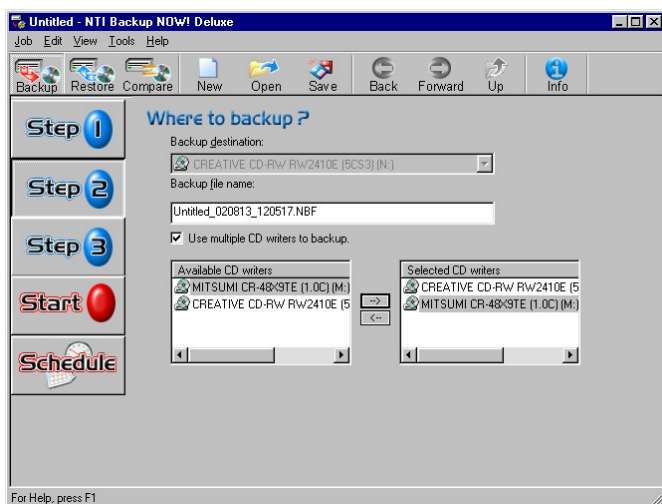 Untitled - NTI Backup NOW! Deluxe
Job Edit View Tools Help
Backup Restore Compare New Open Save Back Forward Up Info
Step 1
Where to backup ?
Backup destination:
CREATIVE CD-RW RW2410E (5CS3) (N:)
Step 2
Backup file name:
Untitled_020813_120517.NBF
Step 3
Use multiple CD writers to backup.
Available CD writers Selected CD writers
MITSUMI CR-48X9TE (1.0C) (M:) --> CREATIVE CD-RW RW2410E (5
CREATIVE CD-RW RW2410E (5 <-- MITSUMI CR-48X9TE (1.0C) (M:)
Start
Schedule
For Help, press F1